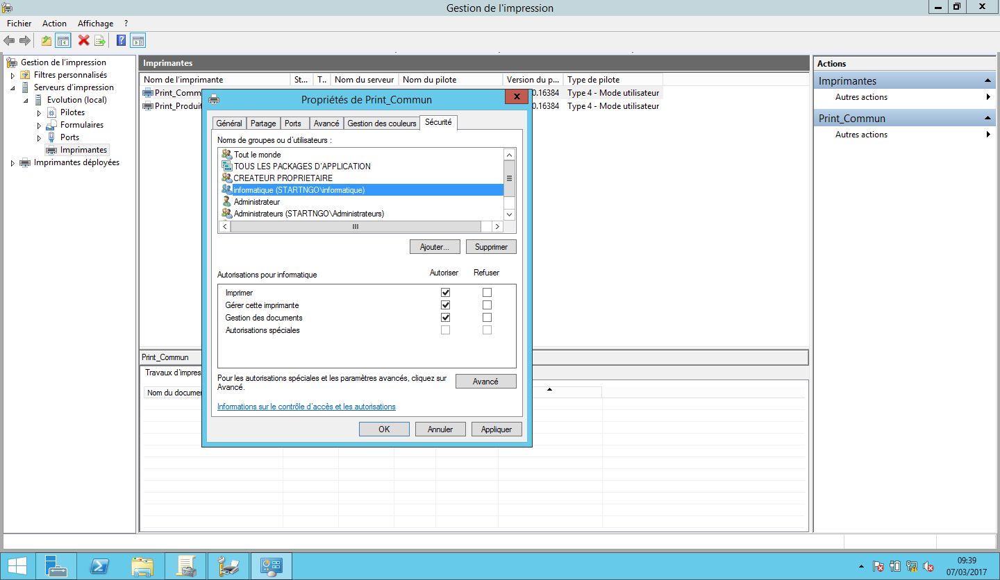 Gestion de l'impression
Fichier Action Affichage ?
Gestion de l'impression
Filtres personnalisés
Serveurs d'impression
Evolution (local)
Pilotes
Formulaires
Ports
Imprimantes
Imprimantes déployées
Imprimantes
Nom de l'imprimante St... T.. Nom du serveur Nom du pilote Version du p... Type de pilote
Print_Comm 0.16384 Type 4 - Mode utilisateur
Print_Produit 0.16384 Type 4 - Mode utilisateur
Propriétés de Print_Commun
Général Partage Ports Avancé Gestion des couleurs Sécurité
Noms de groupes ou d'utilisateurs :
Tout le monde
TOUS LES PACKAGES D'APPLICATION
CREATEUR PROPRIETAIRE
informatique (STARTNGO\informatique)
Administrateur
Administrateurs (STARTNGO\Administrateurs)
Ajouter... Supprimer
Autorisations pour informatique Autoriser Refuser
Imprimer
Gérer cette imprimante
Gestion des documents
Autorisations spéciales
Pour les autorisations spéciales et les paramètres avancés, cliquez sur
Avancé.
Avancé
Informations sur le contrôle d'accès et les autorisations
OK Annuler Appliquer
Print_Commun
Travaux d'impres
Nom du documen
Actions
Imprimantes
Autres actions
Print_Commun
Autres actions
09:39
07/03/2017